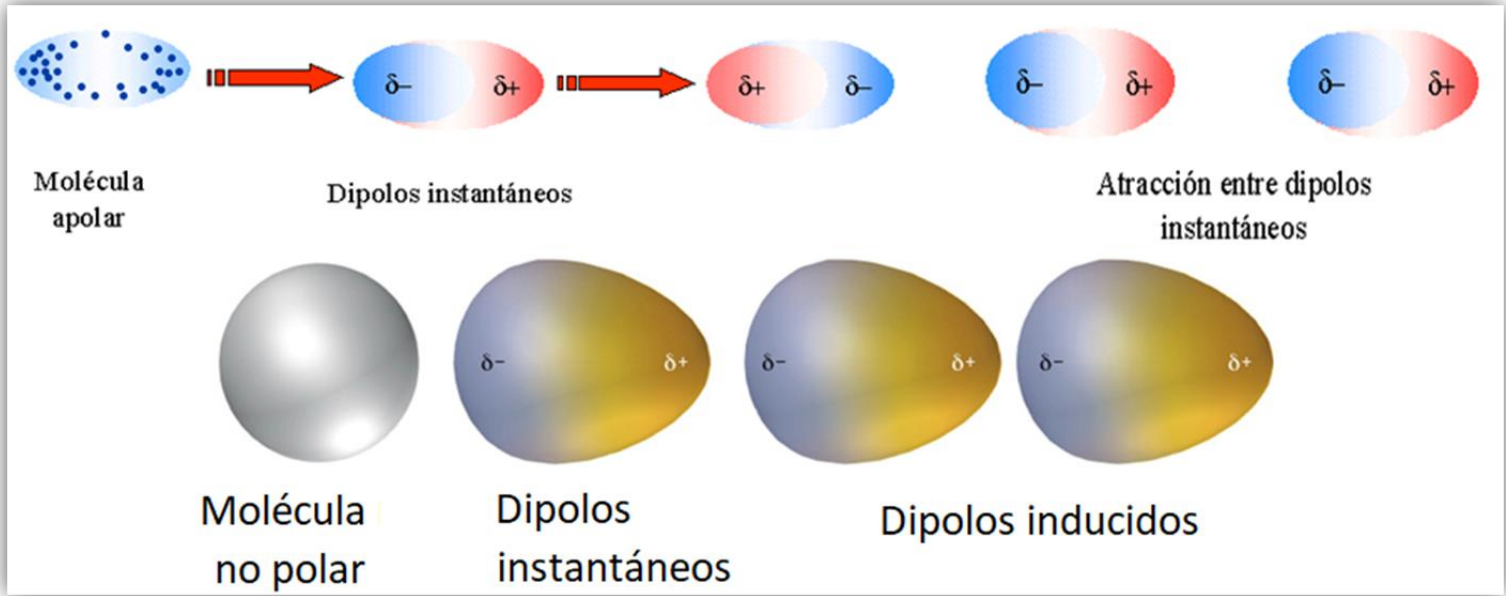 δ− δ+ δ+ δ− δ− δ+ δ− δ+
Molécula
apolar
Dipolos instantáneos
Atracción entre dipolos
instantáneos
δ− δ+ δ− δ+ δ− δ+
Molécula
no polar
Dipolos
instantáneos
Dipolos inducidos